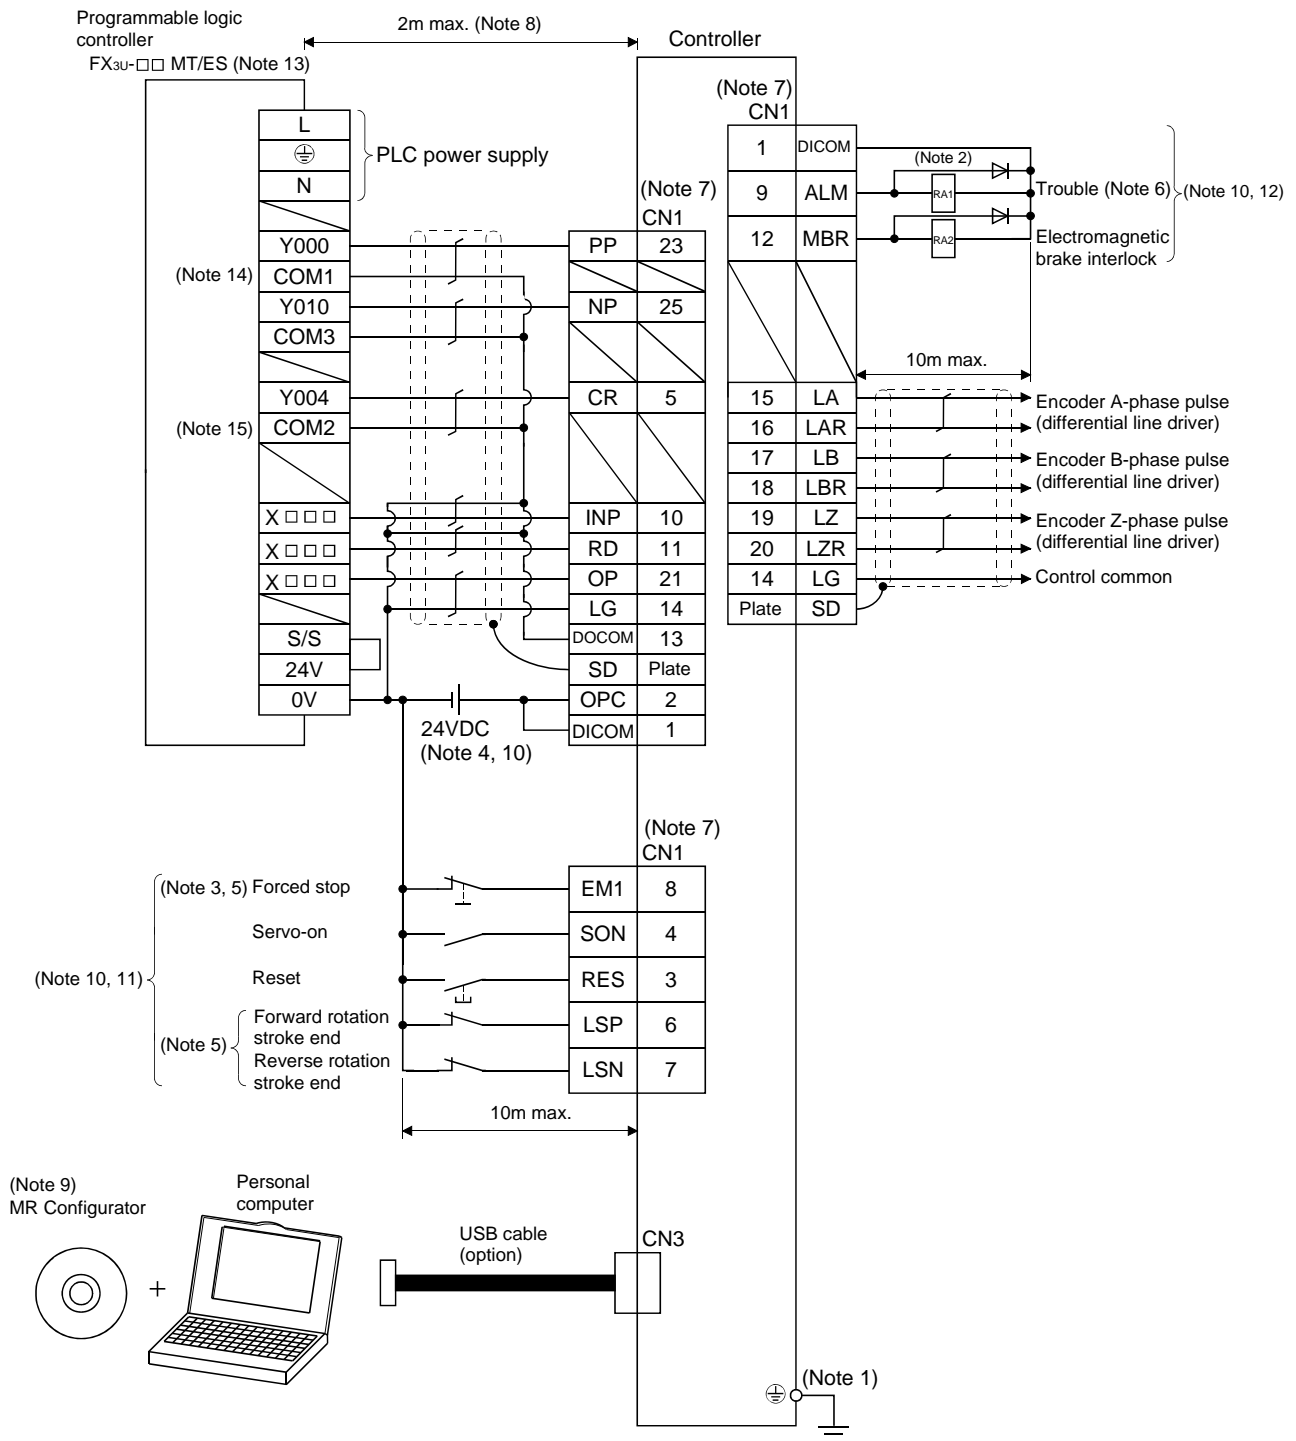 Programmable logic
controller
FX3U-□□ MT/ES (Note 13)
2m max. (Note 8)
Controller
L
N
PLC power supply
Y000
(Note 14)
COM1
Y010
COM3
Y004
(Note 15)
COM2
X □□□
X □□□
X □□□
S/S
24V
0V
(Note 7)
CN1
PP 23
NP 25
CR 5
INP 10
RD 11
OP 21
LG 14
DOCOM 13
SD Plate
OPC 2
DICOM 1
24VDC
(Note 4, 10)
(Note 7)
CN1
1 DICOM
9 ALM
12 MBR
(Note 2)
RA1
RA2
Trouble (Note 6)
Electromagnetic
brake interlock
(Note 10, 12)
10m max.
15 LA
16 LAR
17 LB
18 LBR
19 LZ
20 LZR
14 LG
Plate SD
Encoder A-phase pulse
(differential line driver)
Encoder B-phase pulse
(differential line driver)
Encoder Z-phase pulse
(differential line driver)
Control common
(Note 7)
CN1
(Note 3, 5) Forced stop
EM1 8
Servo-on
SON 4
(Note 10, 11)
Reset
RES 3
(Note 5)
Forward rotation
stroke end
LSP 6
Reverse rotation
stroke end
LSN 7
10m max.
(Note 9)
MR Configurator
+
Personal
computer
USB cable
(option)
CN3
(Note 1)